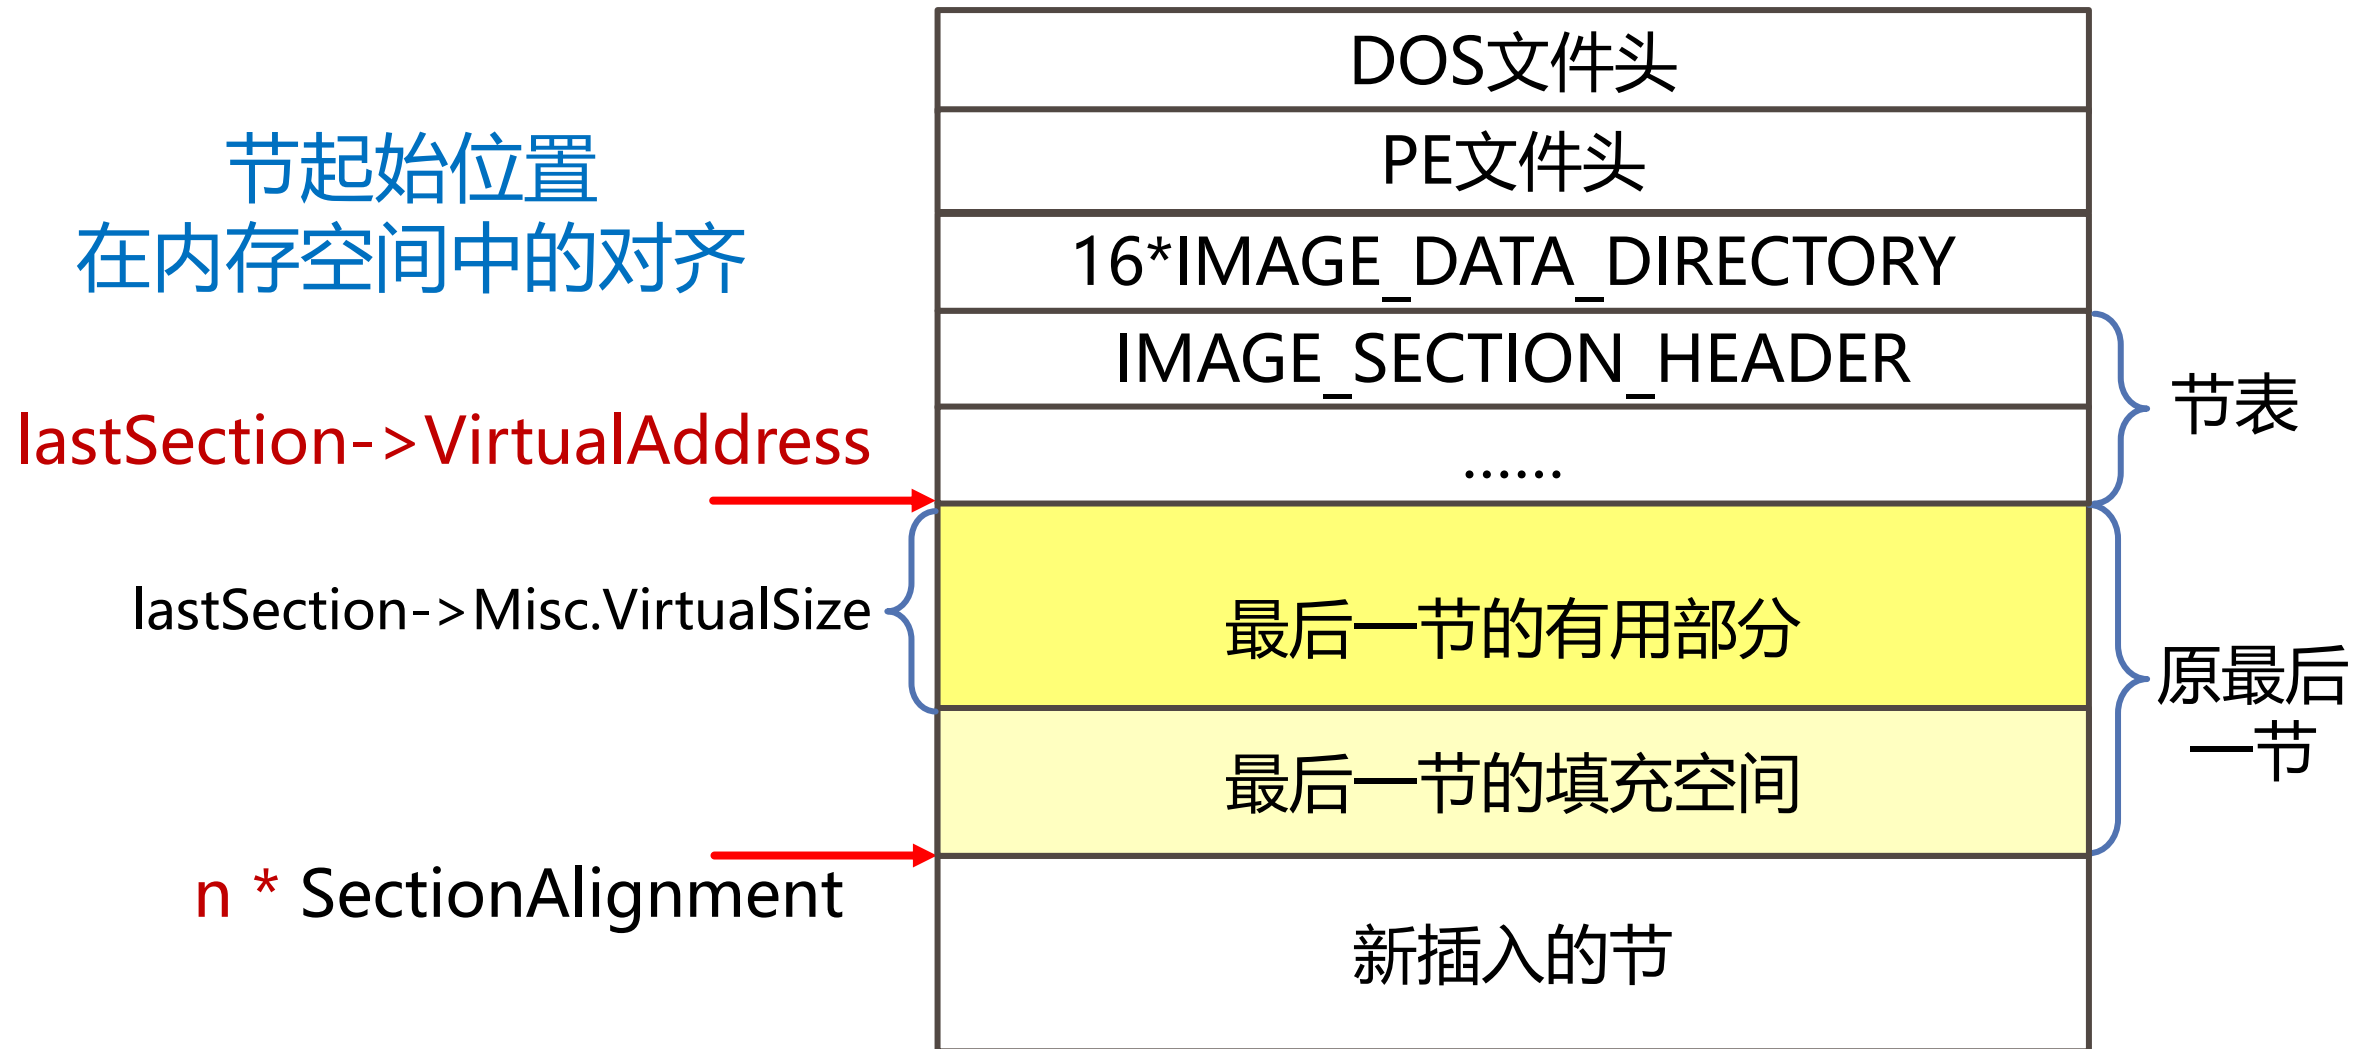 节起始位置
在内存空间中的对齐
DOS文件头
PE文件头
16*IMAGE_DATA_DIRECTORY
IMAGE_SECTION_HEADER
......
节表
lastSection->VirtualAddress
lastSection->Misc.VirtualSize
最后一节的有用部分
最后一节的填充空间
原最后
一节
n * SectionAlignment
新插入的节